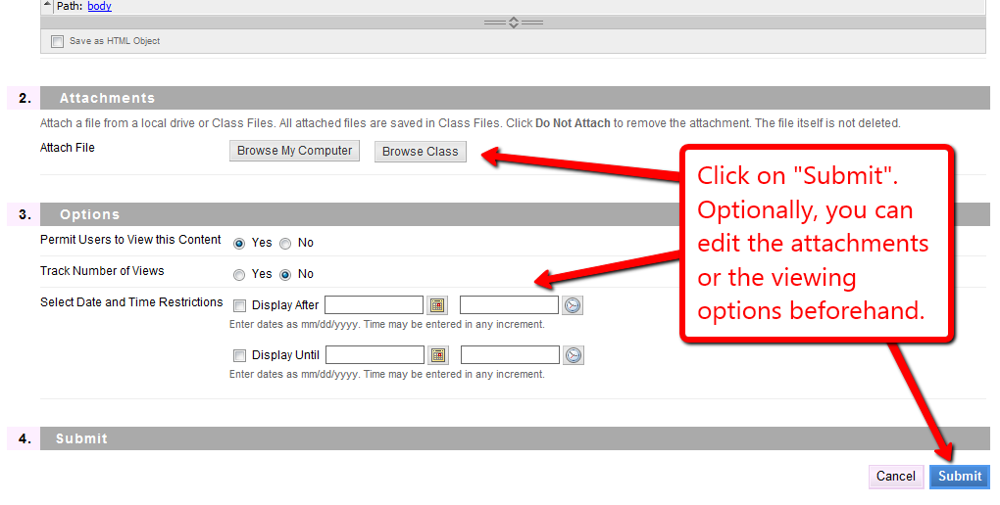 Path: body
Save as HTML Object
2. Attachments
Attach a file from a local drive or Class Files. All attached files are saved in Class Files. Click Do Not Attach to remove the attachment. The file itself is not deleted.
Attach File Browse My Computer Browse Class
Click on "Submit".
Optionally, you can
edit the attachments
or the viewing
options beforehand.
3. Options
Permit Users to View this Content Yes No
Track Number of Views Yes No
Select Date and Time Restrictions Display After
Enter dates as mm/dd/yyyy. Time may be entered in any increment.
Display Until
Enter dates as mm/dd/yyyy. Time may be entered in any increment.
4. Submit
Cancel Submit